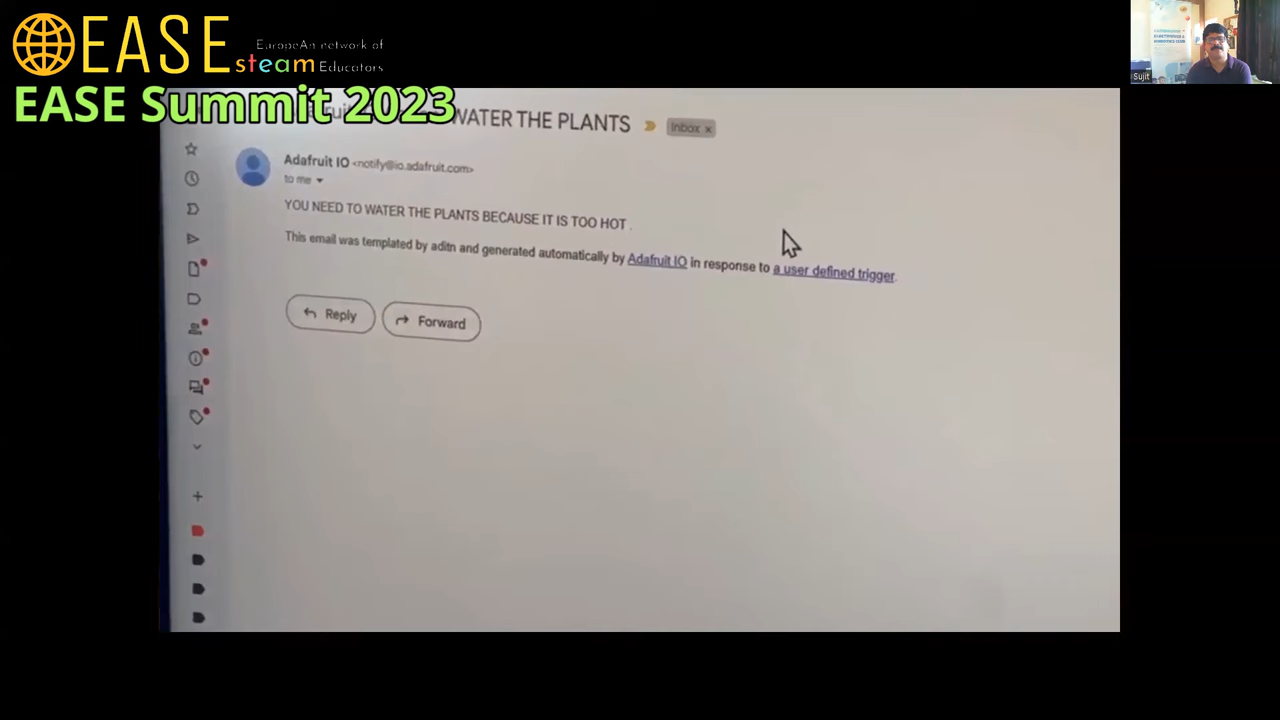 EASE
EuropeAn network of
steam Educators
EASE Summit 2023
WATER THE PLANTS Inbox ×
Adafruit IO <notify@io.adafruit.com>
to me
YOU NEED TO WATER THE PLANTS BECAUSE IT IS TOO HOT .
This email was templated by aditn and generated automatically by Adafruit IO in response to a user defined trigger.
Reply Forward
Sujit